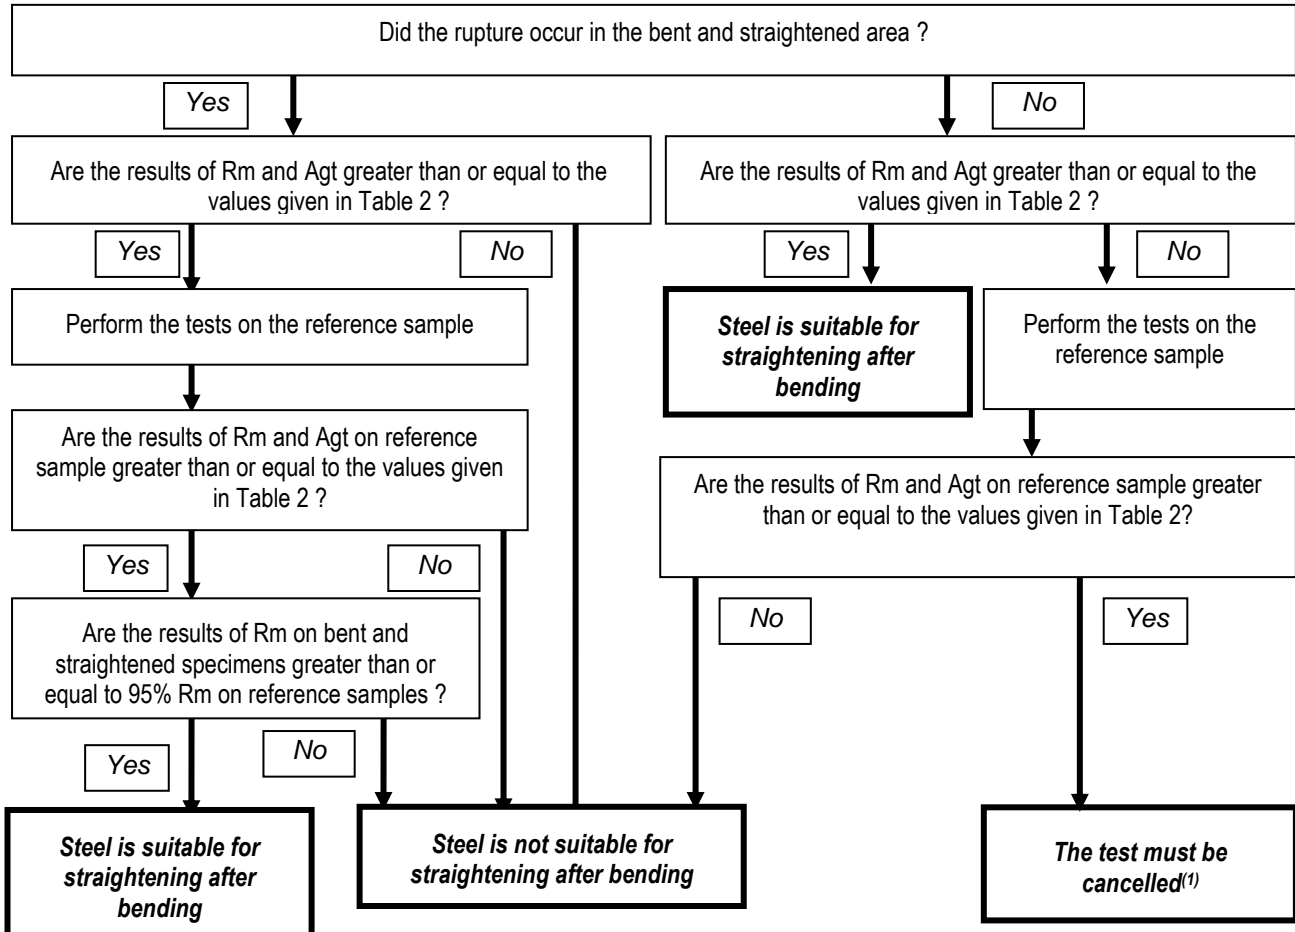 Did the rupture occur in the bent and straightened area ?
Yes
No
Are the results of Rm and Agt greater than or equal to the
values given in Table 2 ?
Are the results of Rm and Agt greater than or equal to the
values given in Table 2 ?
Yes
No
Yes
No
Perform the tests on the reference sample
Steel is suitable for
straightening after
bending
Perform the tests on the
reference sample
Are the results of Rm and Agt on reference
sample greater than or equal to the values given
in Table 2 ?
Are the results of Rm and Agt on reference sample greater
than or equal to the values given in Table 2?
Yes
No
No
Yes
Are the results of Rm on bent and
straightened specimens greater than or
equal to 95% Rm on reference samples ?
Yes
No
Steel is suitable for
straightening after
bending
Steel is not suitable for
straightening after bending
The test must be
cancelled(1)